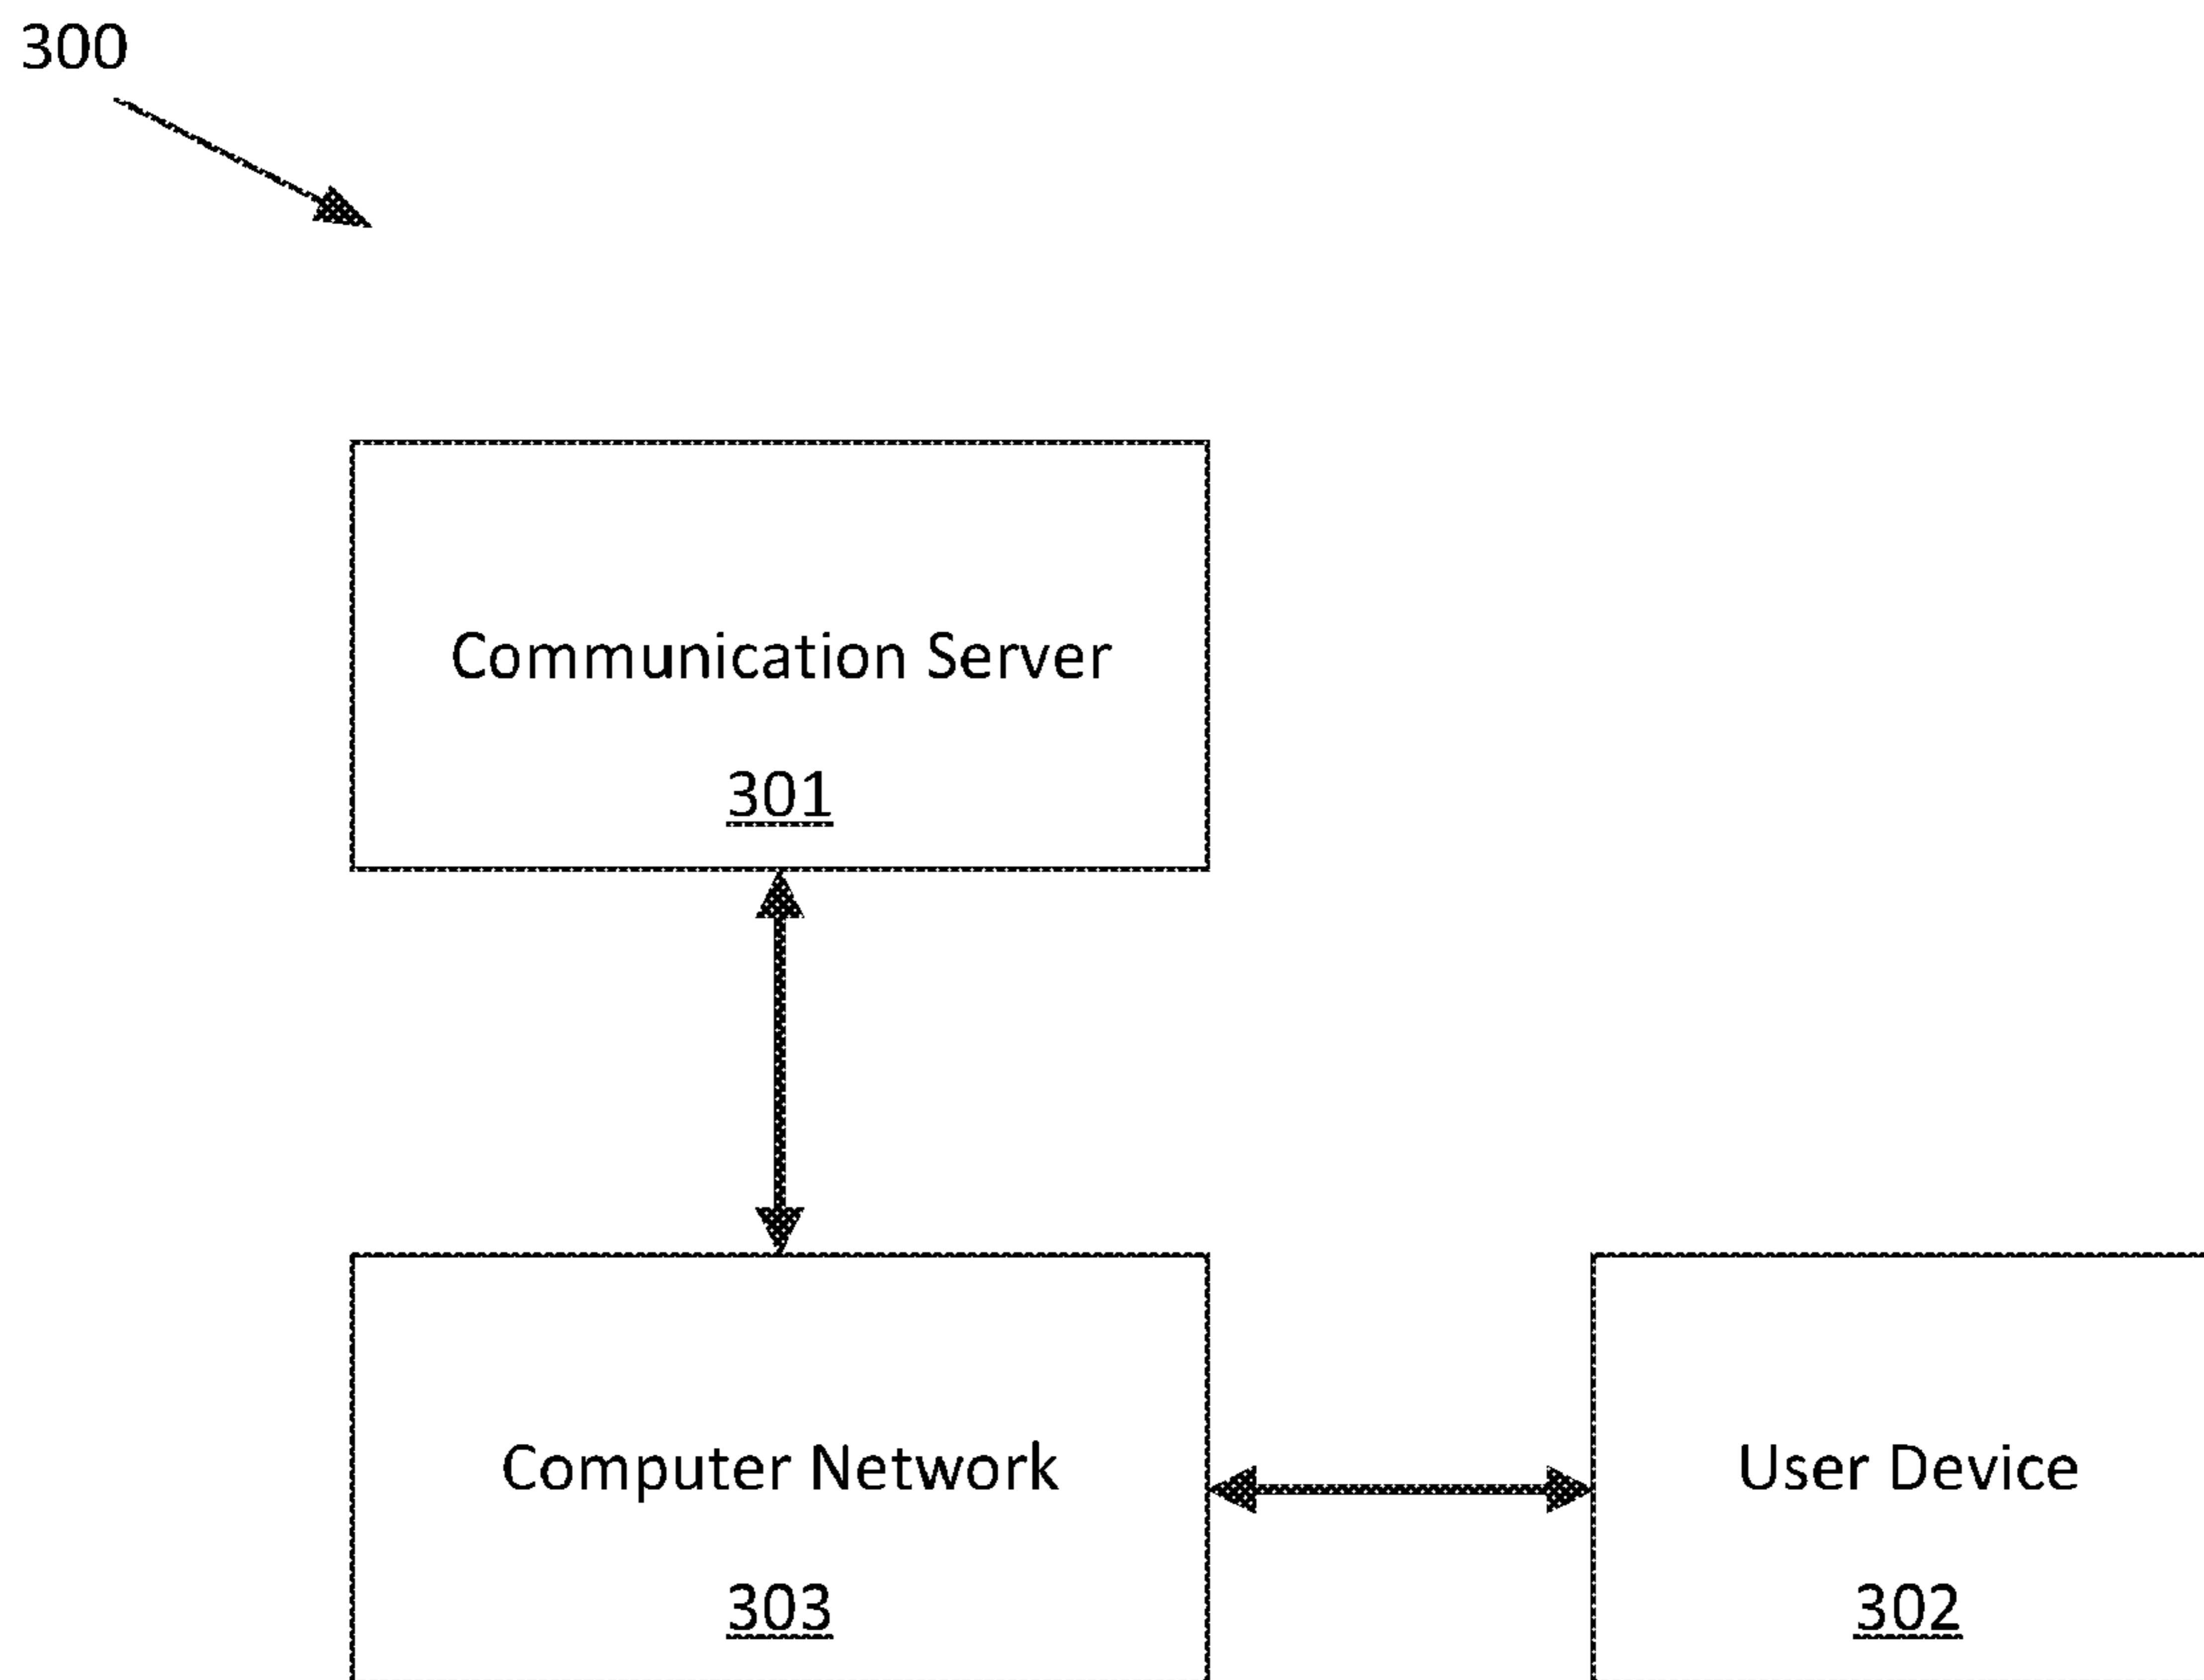 300
Communication Server
301
Computer Network
303
User Device
302